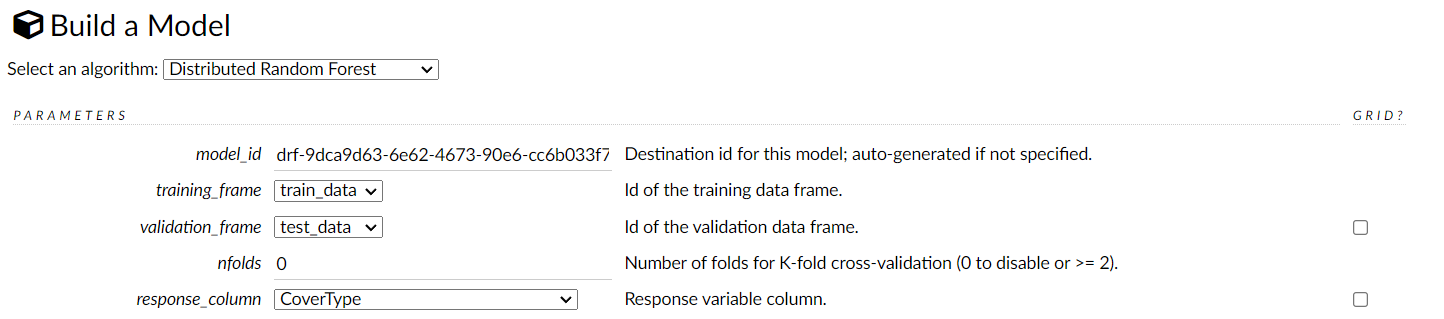 Build a Model
Select an algorithm: Distributed Random Forest
PARAMETERS GRID?
model_id drf-9dca9d63-6e62-4673-90e6-cc6b033f7 Destination id for this model; auto-generated if not specified.
training_frame train_data Id of the training data frame.
validation_frame test_data Id of the validation data frame.
nfolds 0 Number of folds for K-fold cross-validation (0 to disable or >= 2).
response_column CoverType Response variable column.